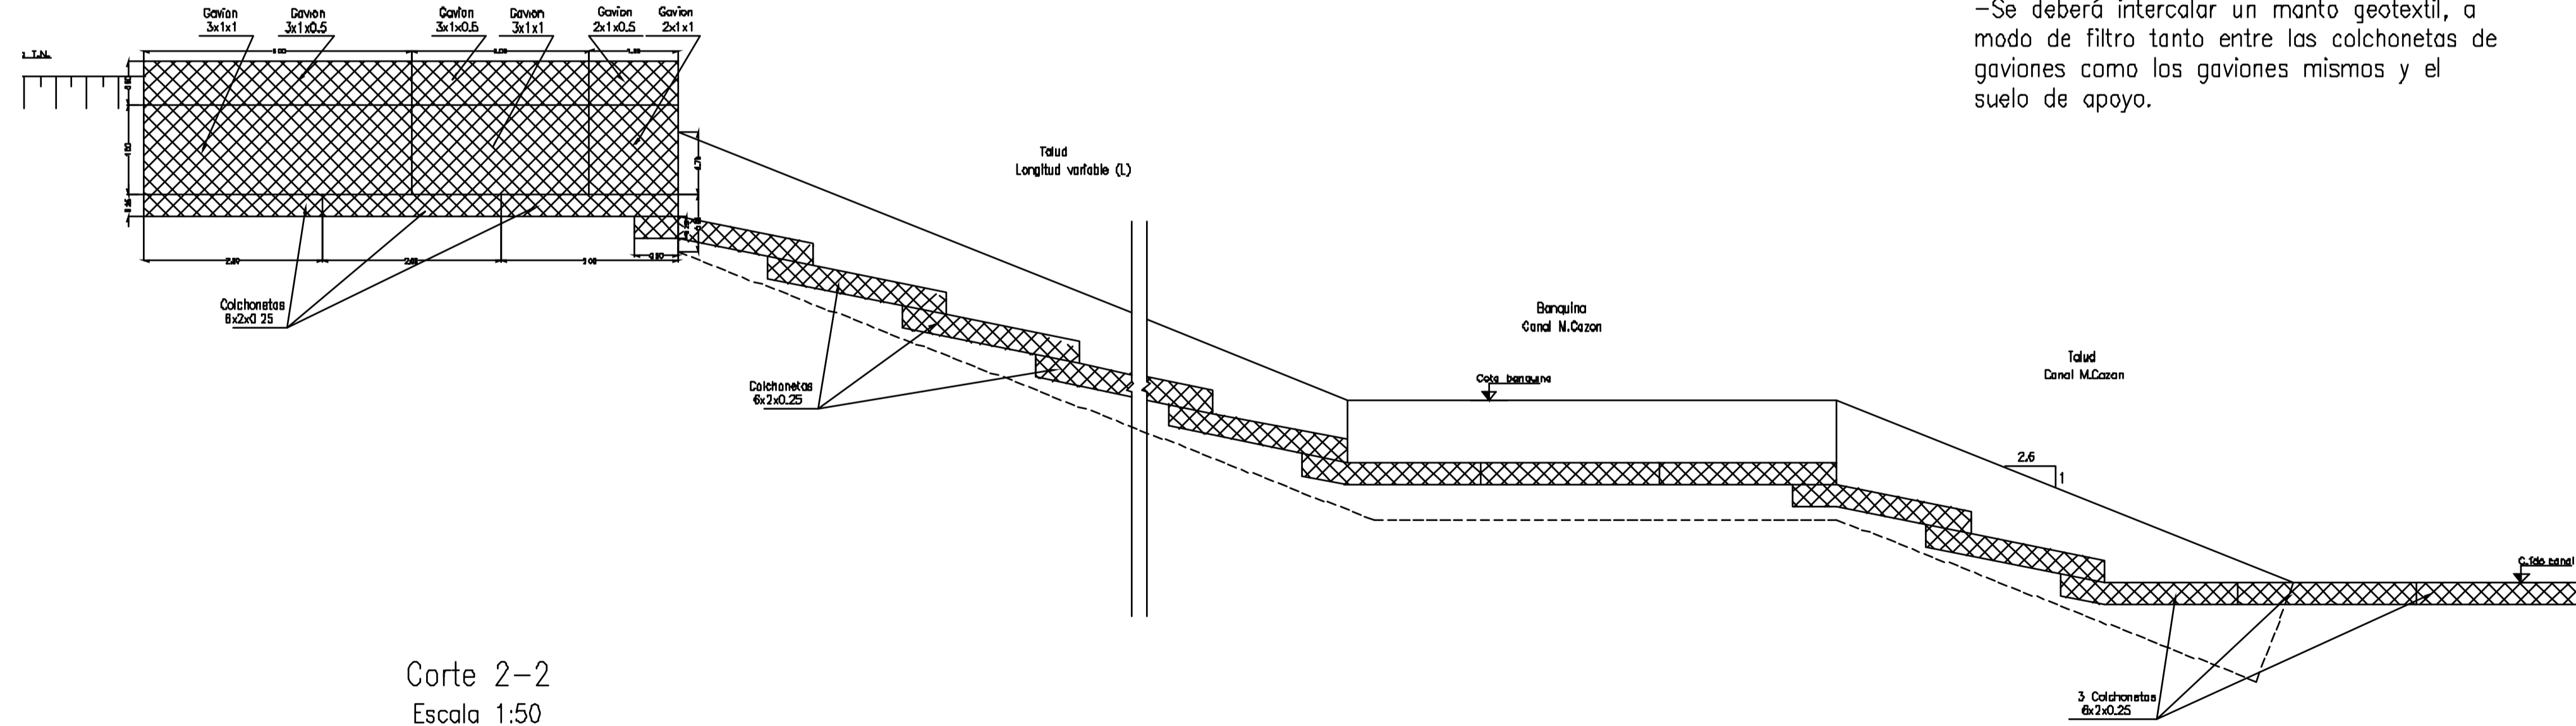 Gavion
3x1x1
Gavion
3x1x0.5
Gavion
3x1x0.5
Gavion
3x1x1
Gavion
2x1x0.5
Gavion
2x1x1
T.N.
-Se deberá intercalar un manto geotextil, a
modo de filtro tanto entre las colchonetas de
gaviones como los gaviones mismos y el
suelo de apoyo.
Talud
Longitud variable (L)
Colchonetas
6x2x0.25
Banquina
Canal M.Cazon
Talud
Canal M.Cazon
Colchonetas
6x2x0.25
Cota banquina
2.6
1
C.fdo canal
3 Colchonetas
6x2x0.25
Corte 2-2
Escala 1:50